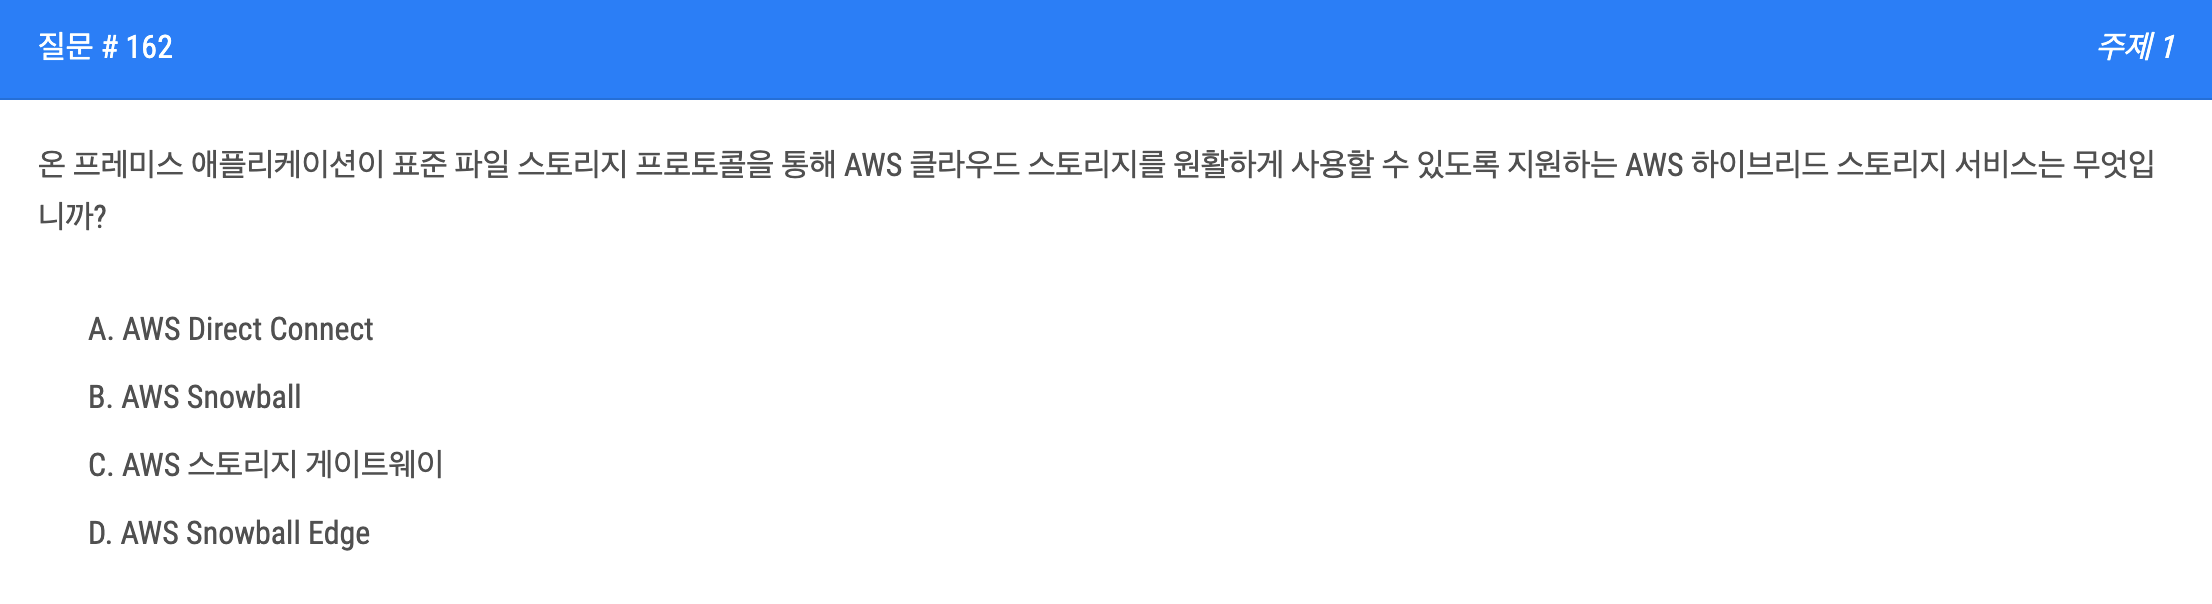 질문 # 162
주제 1
온 프레미스 애플리케이션이 표준 파일 스토리지 프로토콜을 통해 AWS 클라우드 스토리지를 원활하게 사용할 수 있도록 지원하는 AWS 하이브리드 스토리지 서비스는 무엇입
니까?
A. AWS Direct Connect
B. AWS Snowball
C. AWS 스토리지 게이트웨이
D. AWS Snowball Edge